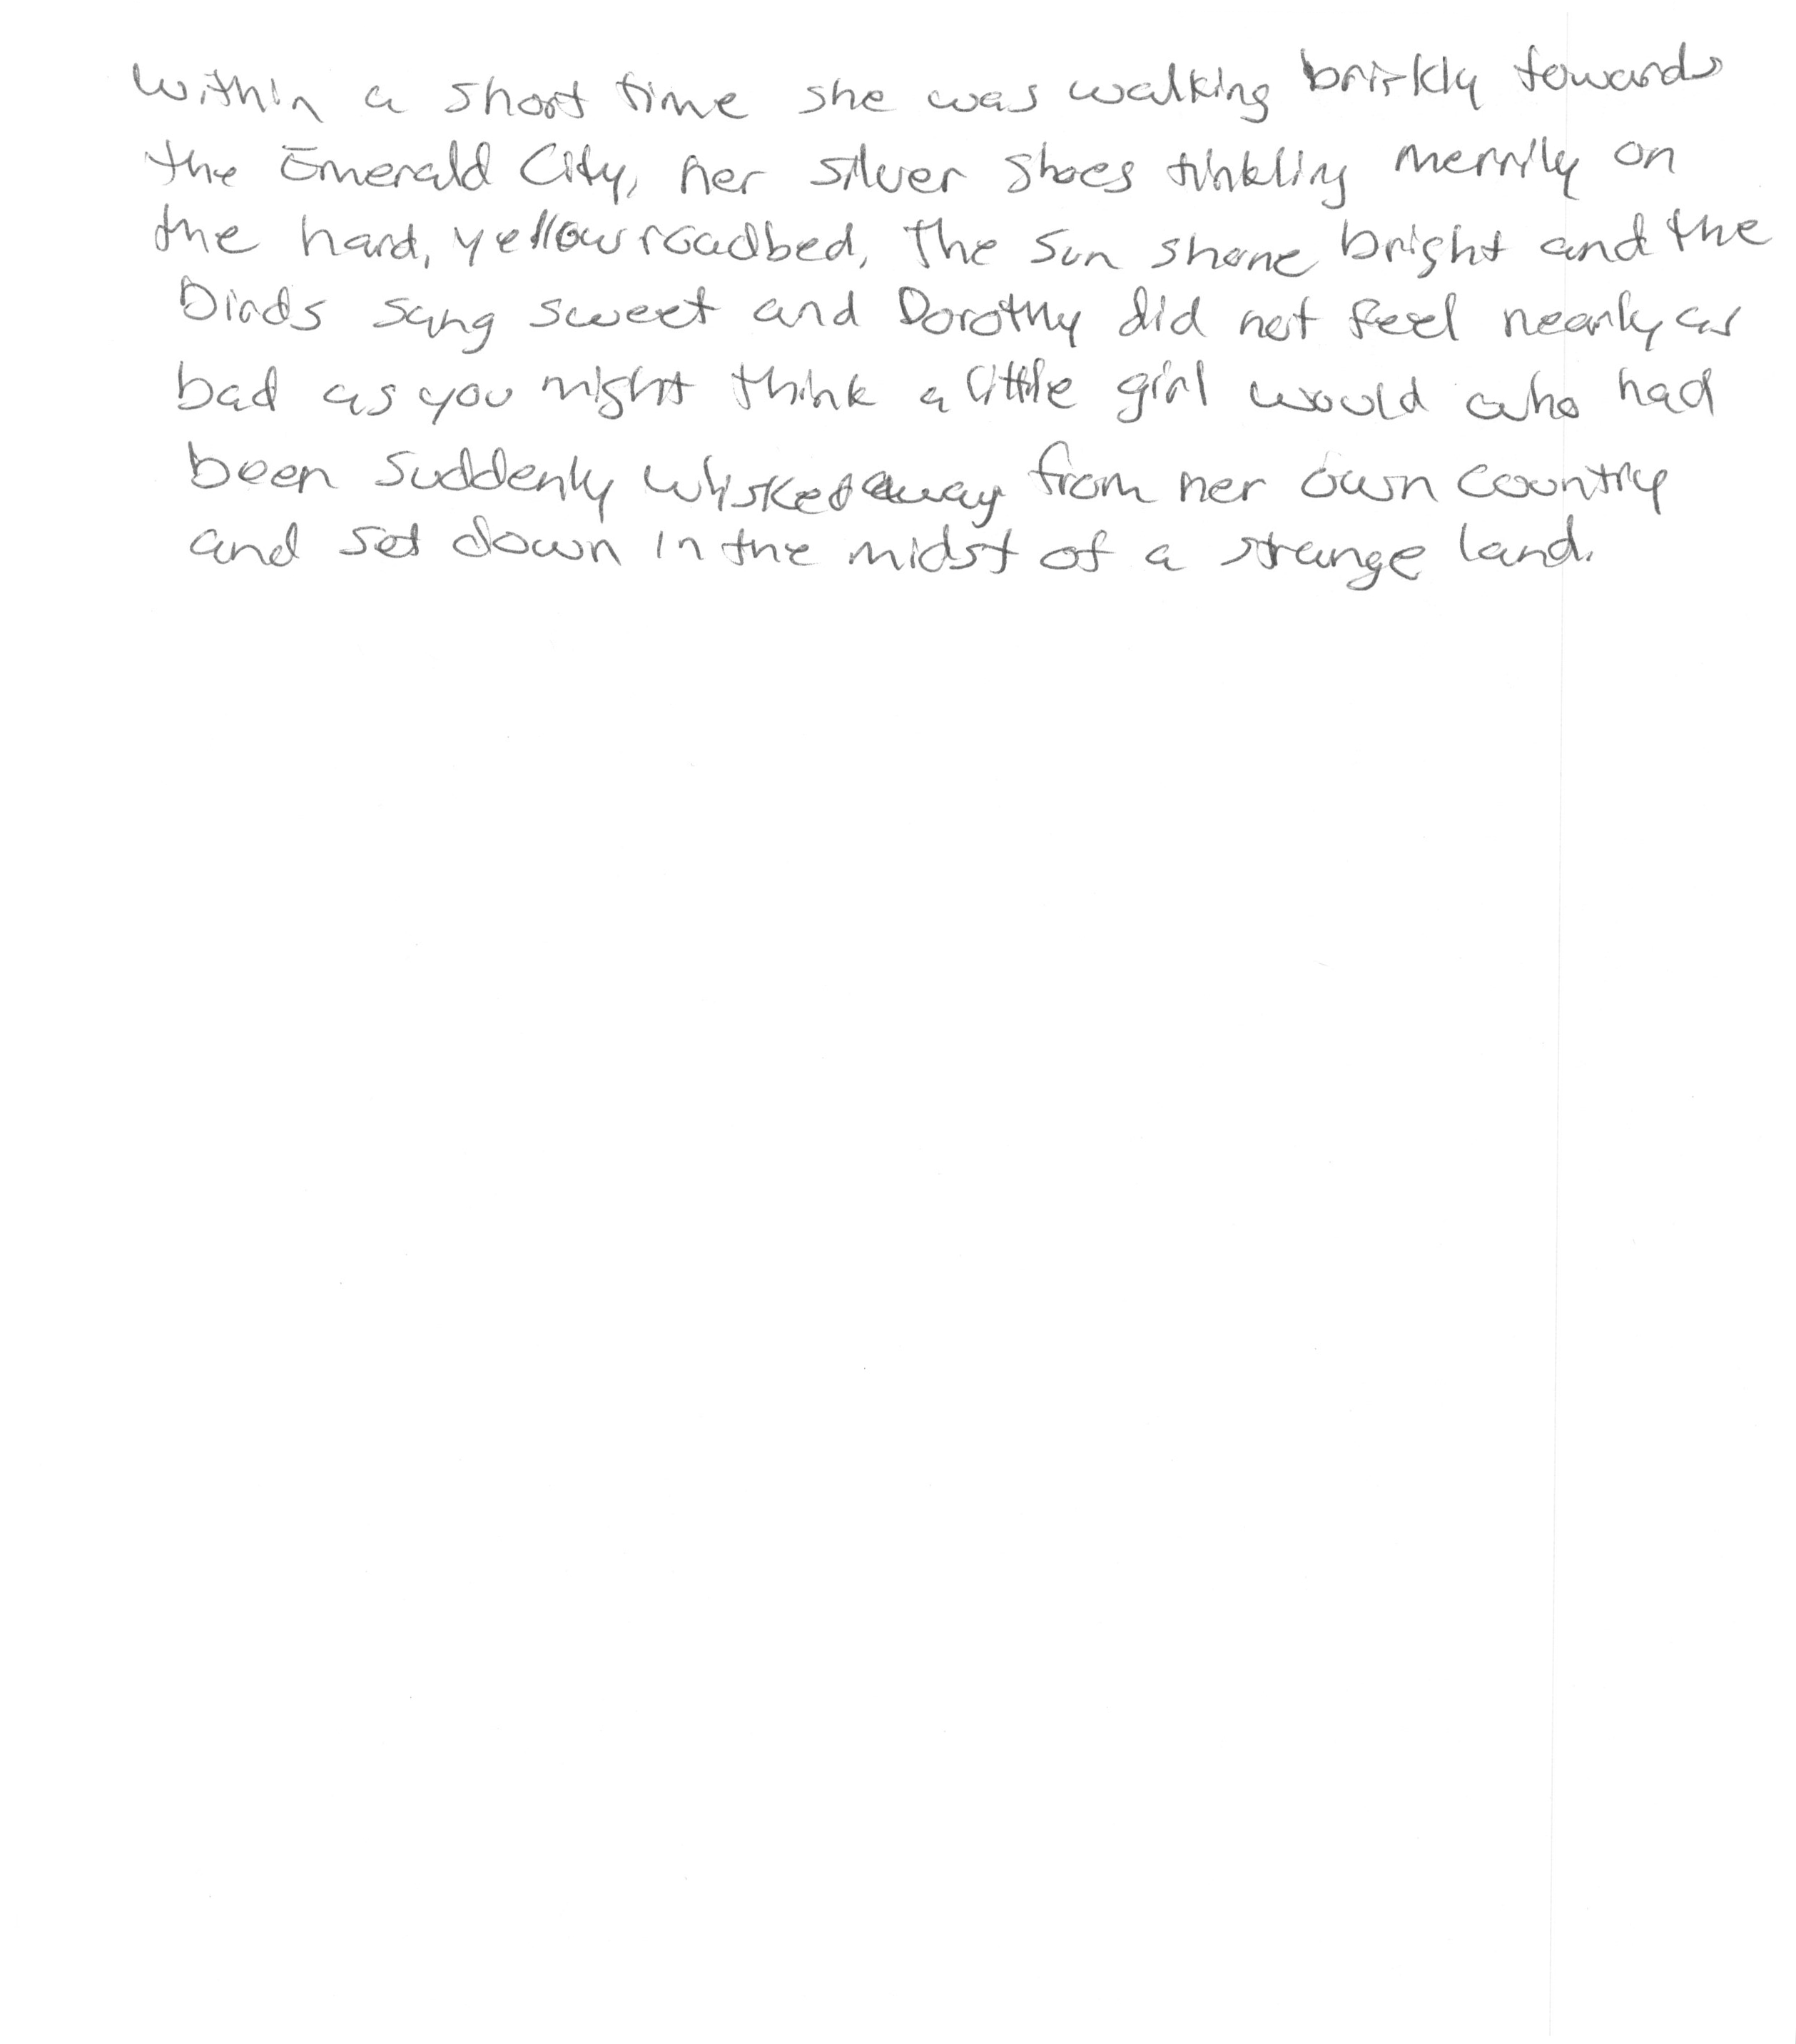 Within a short time she was walking briskly towards
the Emerald City, her silver shoes tinkling merrily on
the hard, yellow roadbed. The sun shone bright and the
birds sang sweet and Dorothy did not feel nearly as
bad as you might think a little girl would who had
been suddenly whisked away from her own country
and set down in the midst of a strange land.